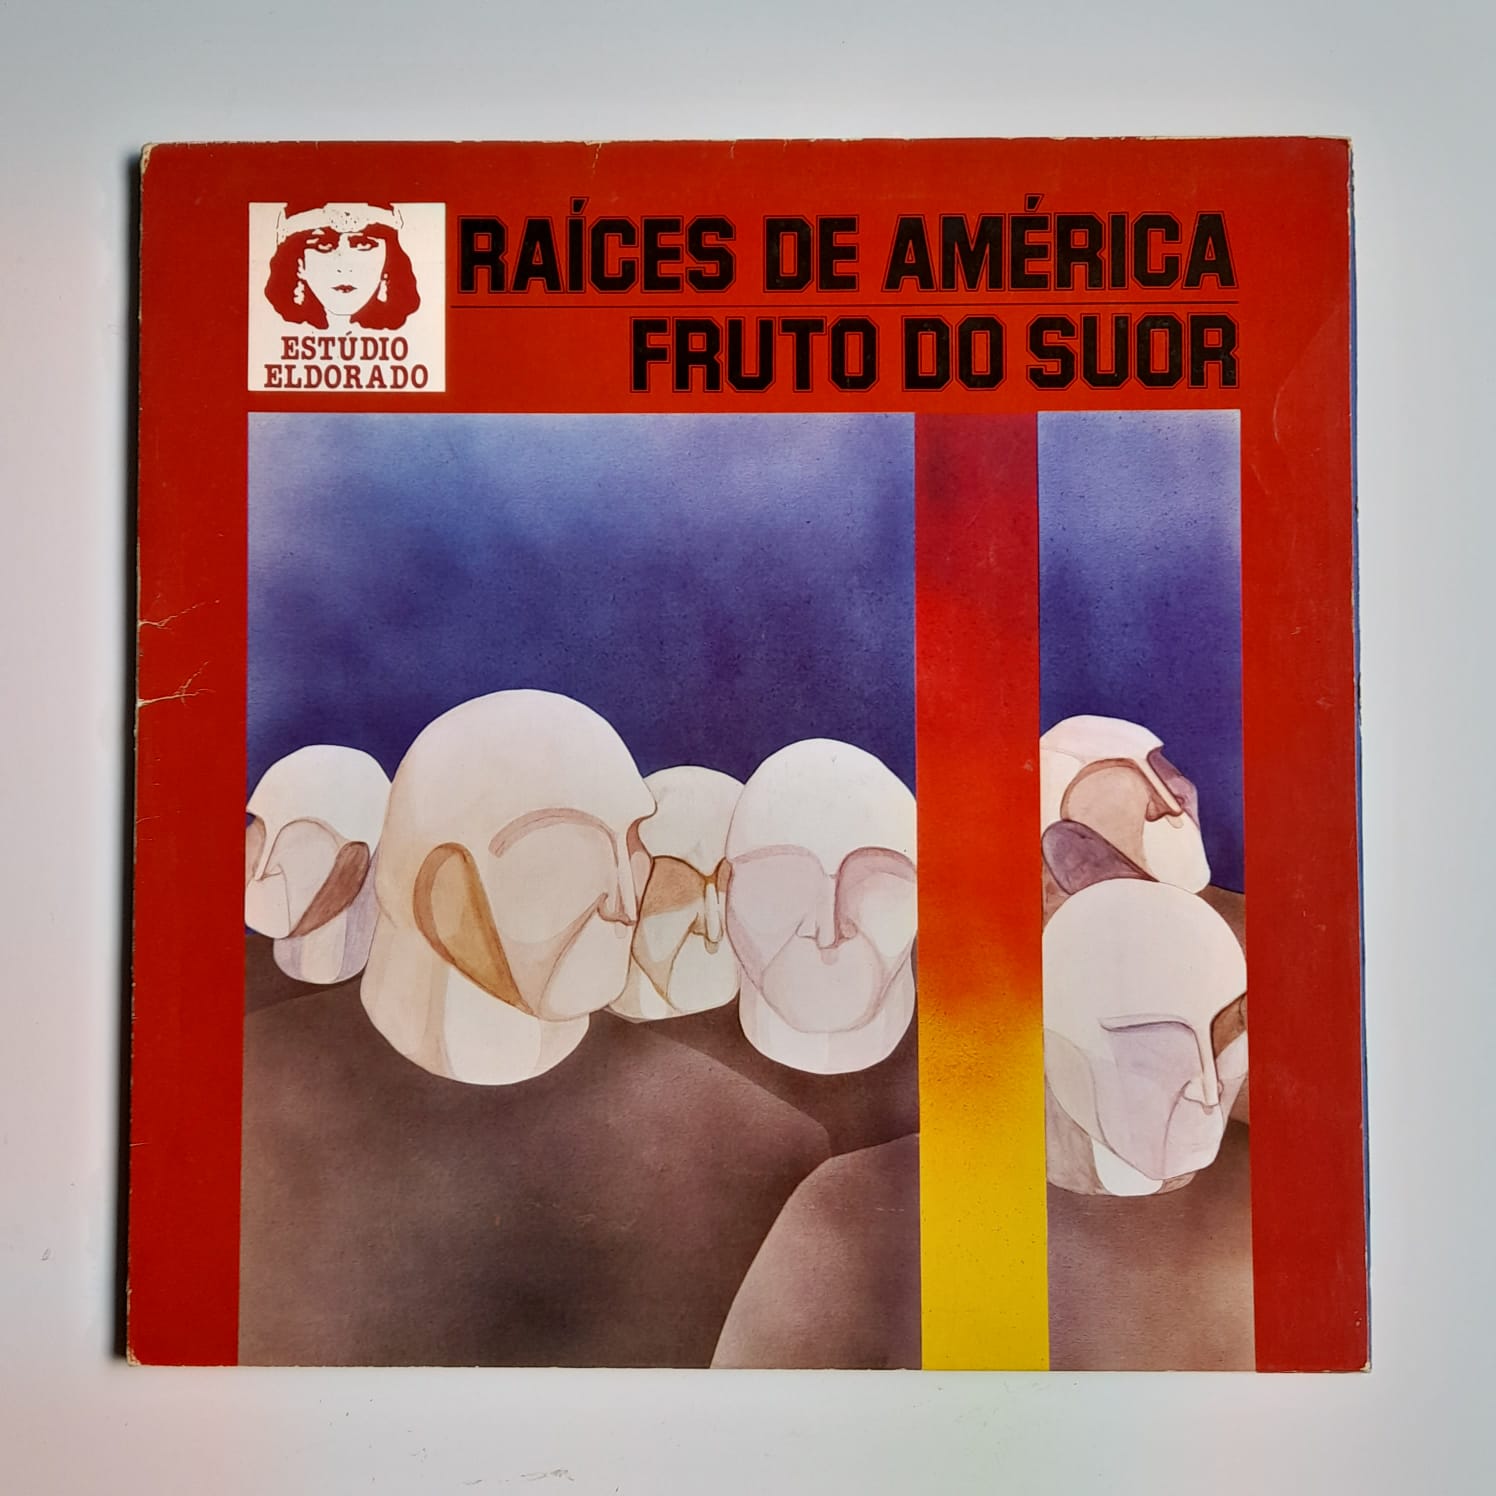 RAÍCES DE AMÉRICA
FRUTO DO SUOR
ESTÚDIO
ELDORADO